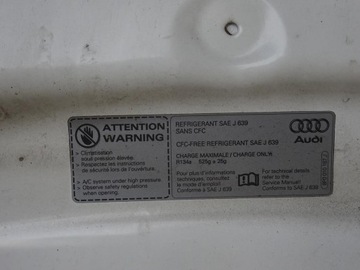 ATTENTION
WARNING
> Climatisation
sous pression élevée.
> Respectez les instructions
de sécurité lors de
l'ouverture.
> A/C system under high pressure.
> Observe safety regulations
when opening.
REFRIGERANT SAE J 639
SANS CFC
CFC-FREE REFRIGERANT SAE J 639
CHARGE MAXIMALE / CHARGE ONLY:
R134a 525g ± 25g
Pour plus d'informations
techniques, consultez
le mode d'emploi!
Conforme à SAE J 639
For technical details
refer to the
Service Manual!
Conforms to SAE J 639
Audi